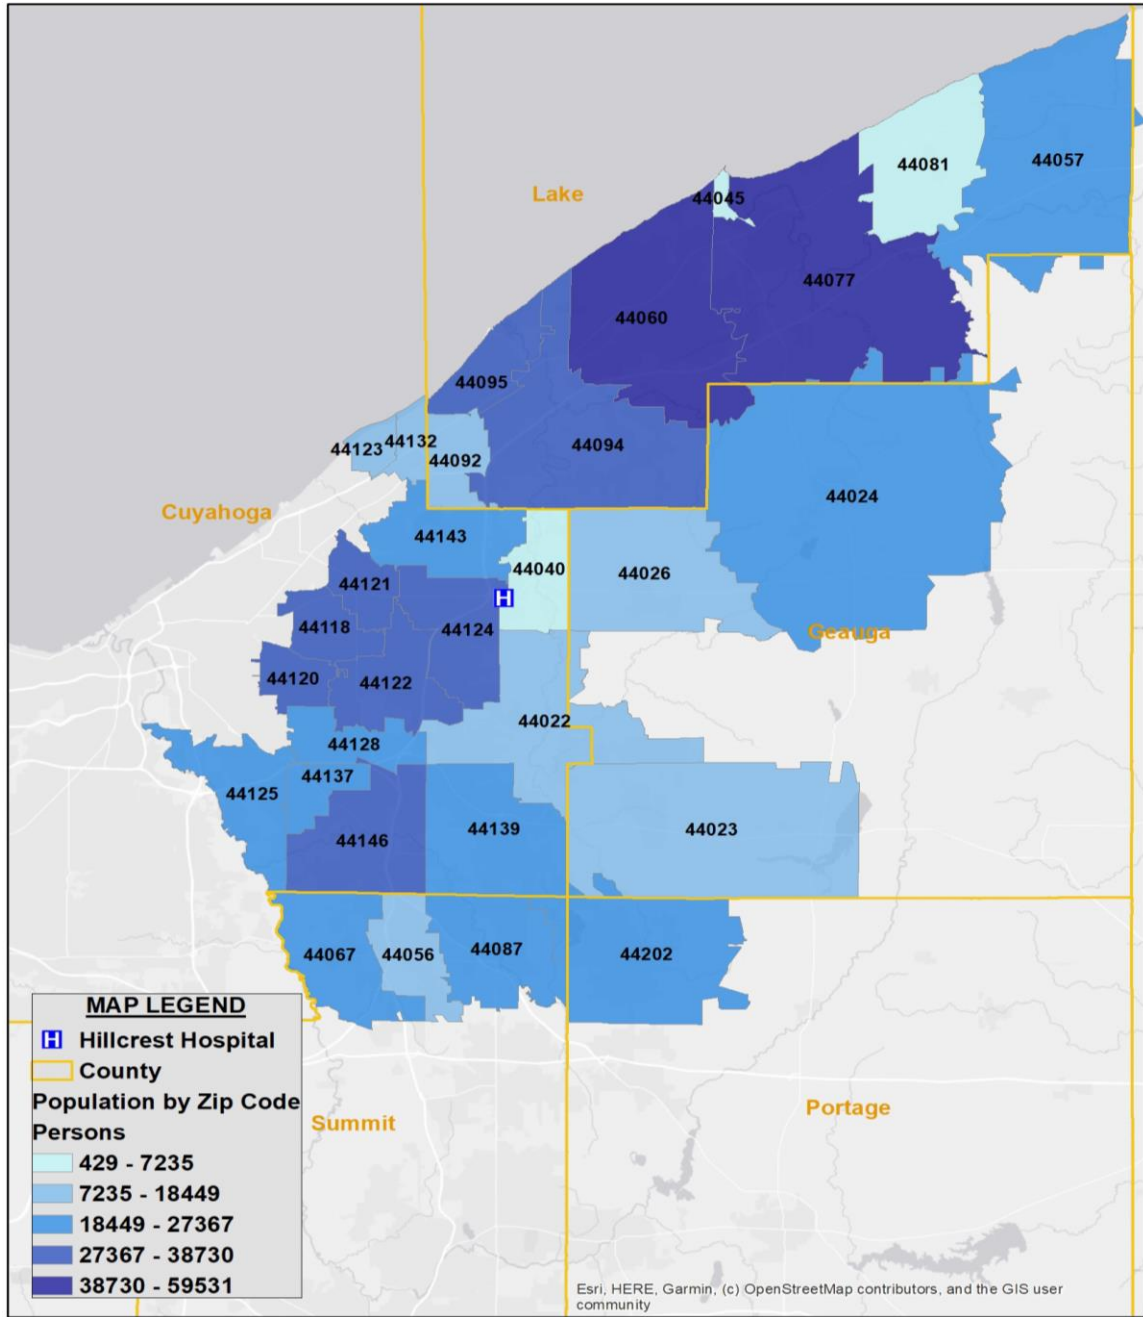 44081
44057
Lake
44045
44077
44060
44095
44132
44123
44092
44094
Cuyahoga
44024
44143
44040
44026
44121
H
44118
44124
Geauga
44120
44122
44022
44128
44137
44125
44023
44146
44139
44067
44056
44087
44202
MAP LEGEND
H Hillcrest Hospital
County
Population by Zip Code
Persons
429 - 7235
7235 - 18449
18449 - 27367
27367 - 38730
38730 - 59531
Summit
Portage
Esri, HERE, Garmin, (c) OpenStreetMap contributors, and the GIS user
community